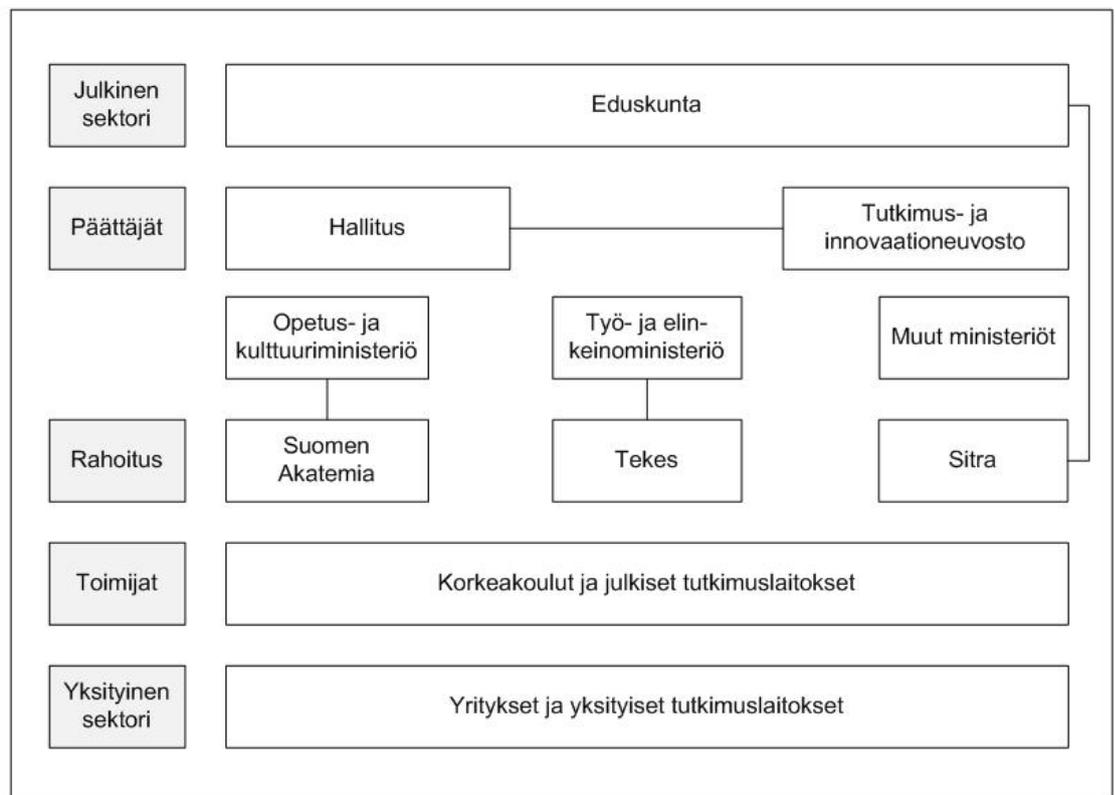 Julkinen
sektori
Eduskunta
Päättäjät
Hallitus
Tutkimus- ja
innovaationeuvosto
Opetus- ja
kulttuuriministeriö
Työ- ja elin-
keinoministeriö
Muut ministeriöt
Rahoitus
Suomen
Akatemia
Tekes
Sitra
Toimijat
Korkeakoulut ja julkiset tutkimuslaitokset
Yksityinen
sektori
Yritykset ja yksityiset tutkimuslaitokset